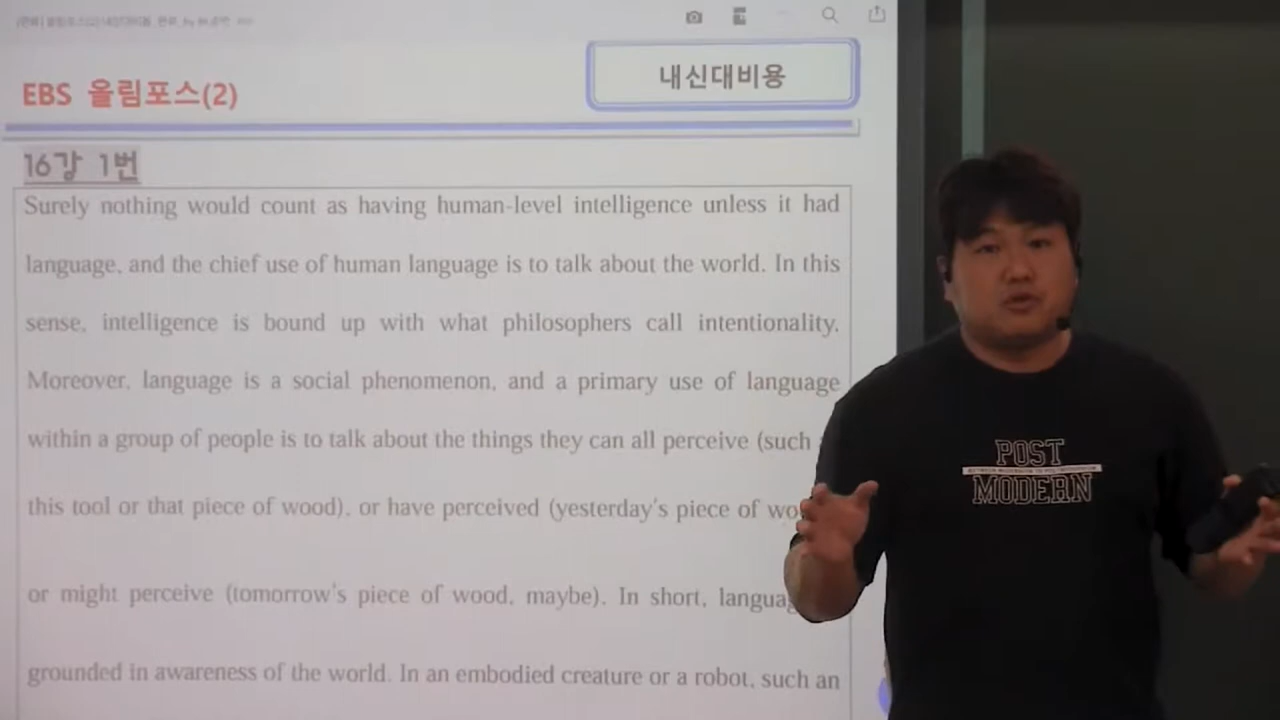 EBS 올림포스(2)
내신대비용
16강 1번
Surely nothing would count as having human-level intelligence unless it had
language, and the chief use of human language is to talk about the world. In this
sense, intelligence is bound up with what philosophers call intentionality.
Moreover, language is a social phenomenon, and a primary use of language
within a group of people is to talk about the things they can all perceive (such
this tool or that piece of wood), or have perceived (yesterday's piece of
or might perceive (tomorrow's piece of wood, maybe). In short,
grounded in awareness of the world. In an embodied creature or a robot, such an
POST
MODERN